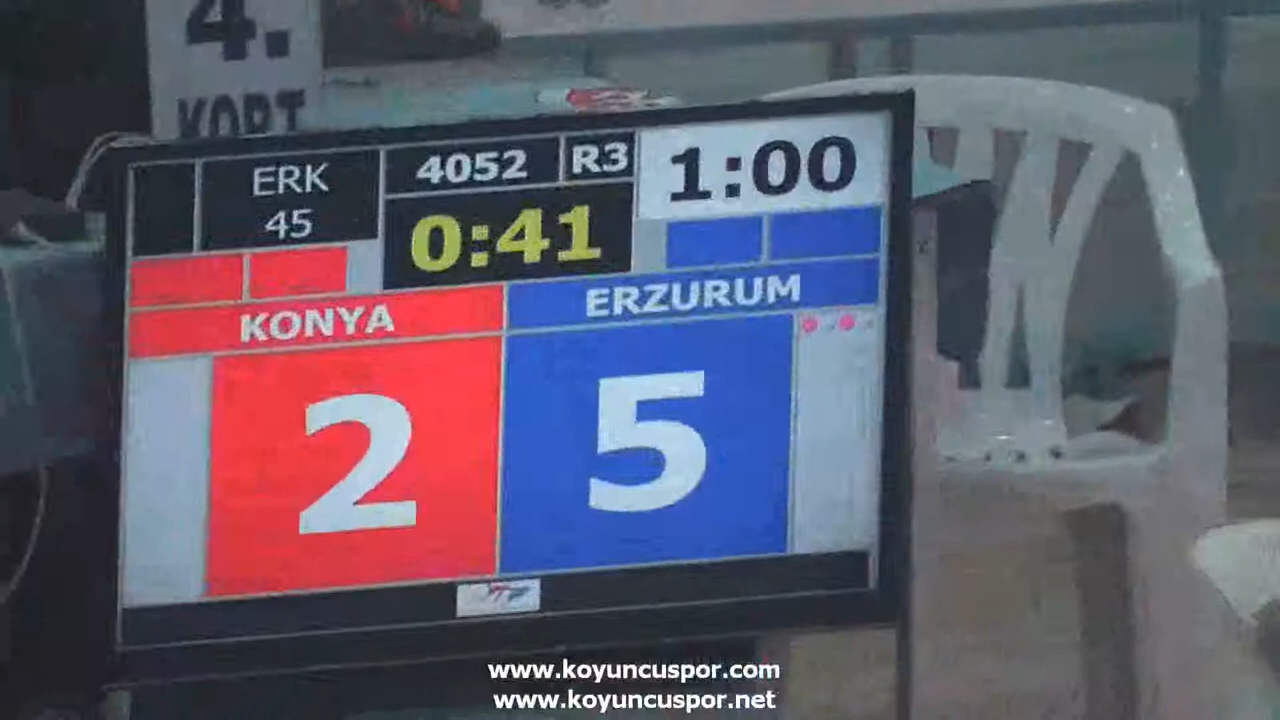 4.
KORT
ERK
45
4052
R3
1:00
0:41
KONYA
ERZURUM
2
5
www.koyuncuspor.com
www.koyuncuspor.net